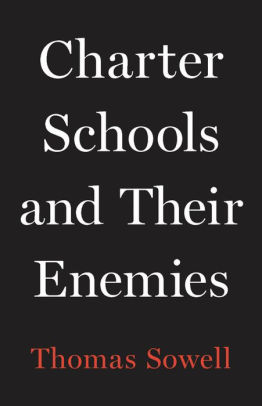 Charter
Schools
and Their
Enemies
Thomas Sowell